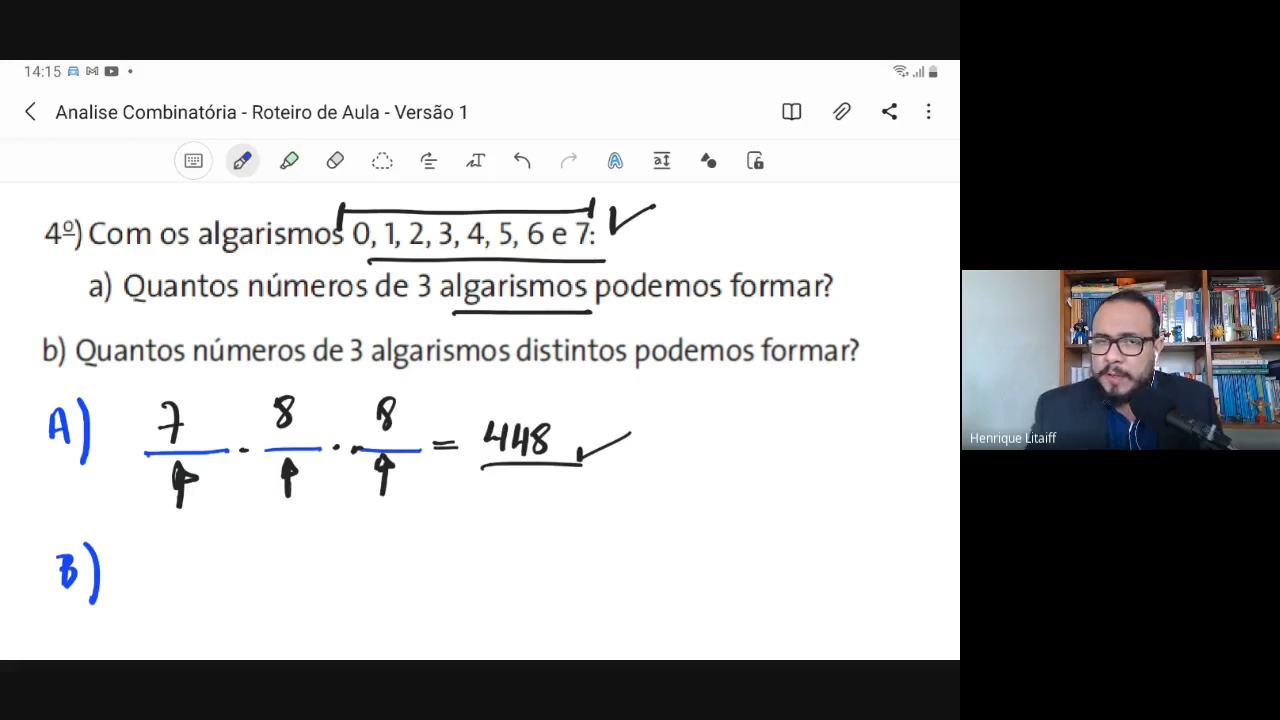 14:15
Analise Combinatória - Roteiro de Aula - Versão 1
4º) Com os algarismos 0, 1, 2, 3, 4, 5, 6 e 7:
a) Quantos números de 3 algarismos podemos formar?
b) Quantos números de 3 algarismos distintos podemos formar?
A) 7 . 8 . 8 = 448
B)
Henrique Litaiff